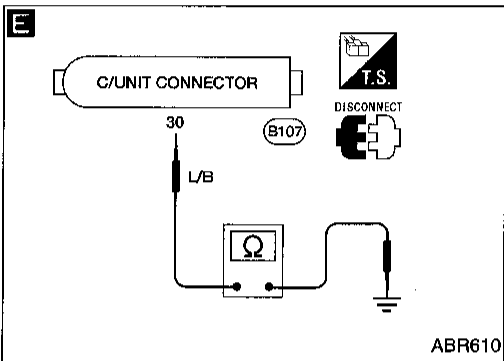 E
C/UNIT CONNECTOR
T.S.
DISCONNECT
30
B107
L/B
Ω
ABR610